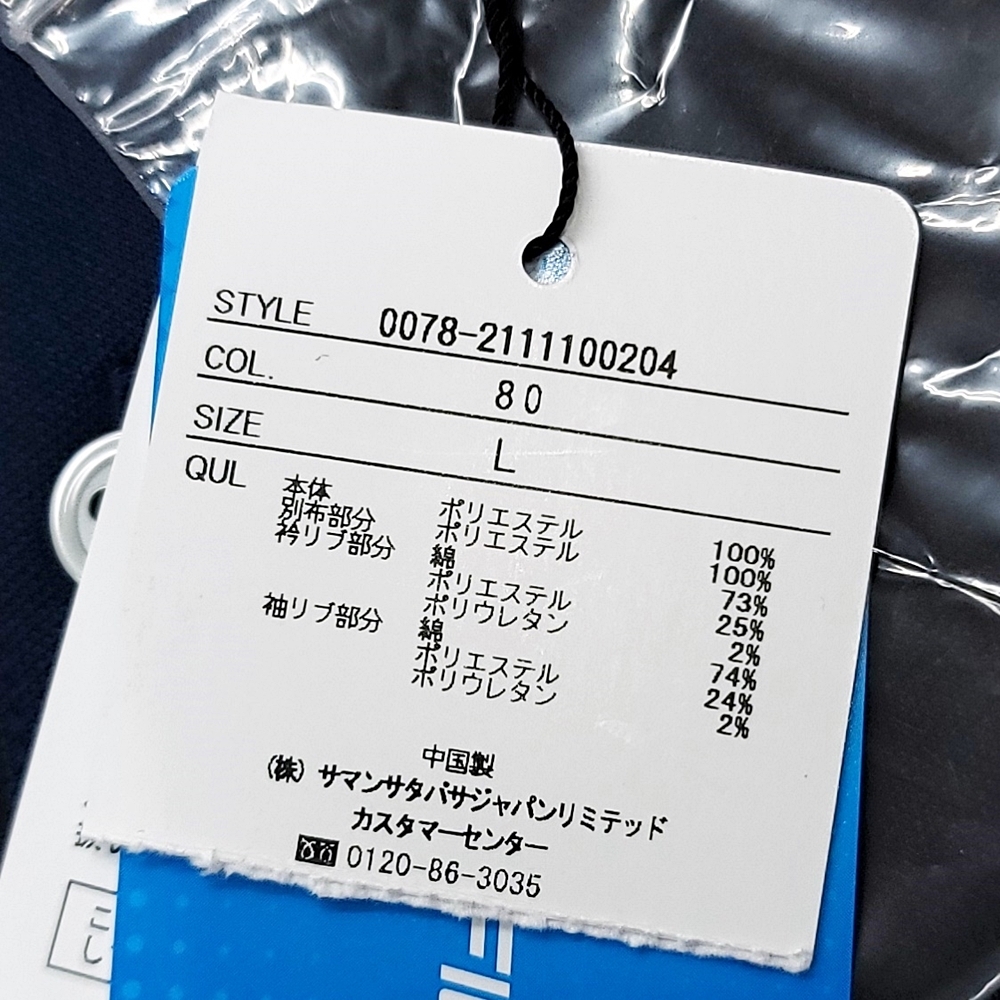 STYLE 0078-2111100204
COL. 80
SIZE L
QUL 本体 ポリエステル 100%
別布部分 ポリエステル 100%
衿リブ部分 綿 73%
ポリエステル 25%
ポリウレタン 2%
袖リブ部分 綿 74%
ポリエステル 24%
ポリウレタン 2%
中国製
(株) サマンサタバサジャパンリミテッド
カスタマーセンター
0120-86-3035